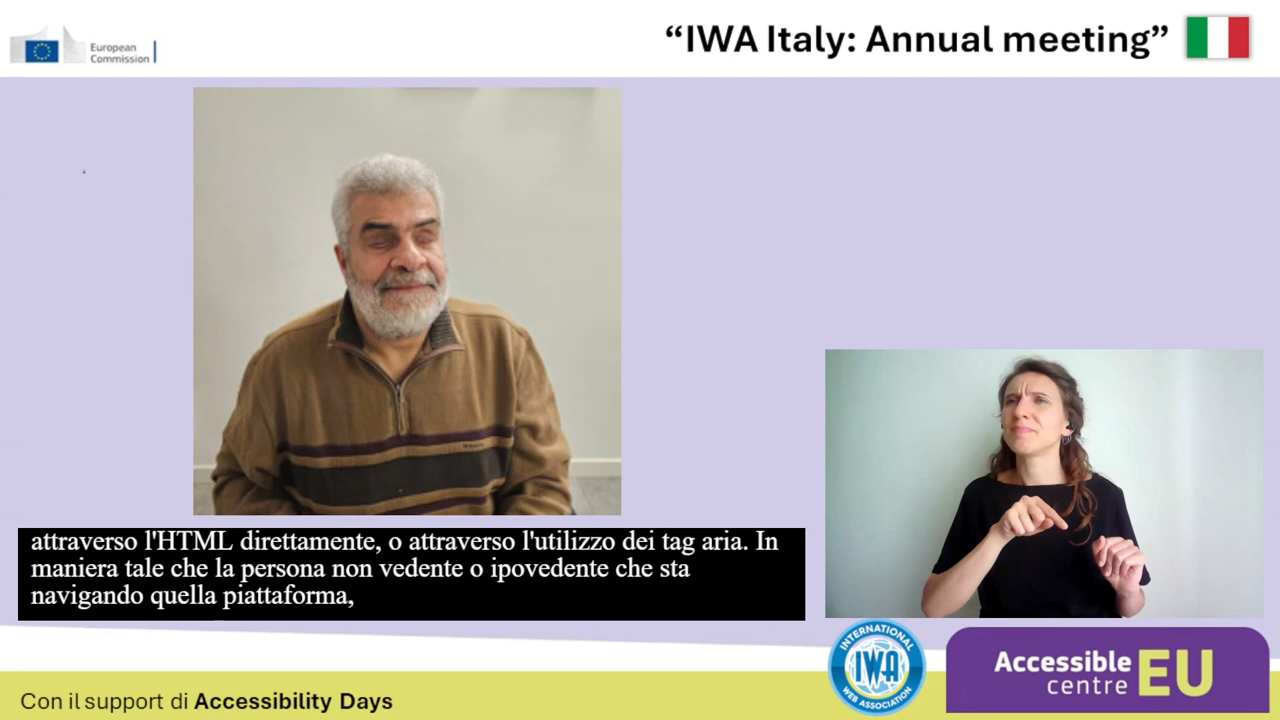 European
Commission
“IWA Italy: Annual meeting”
attraverso l'HTML direttamente, o attraverso l'utilizzo dei tag aria. In
maniera tale che la persona non vedente o ipovedente che sta
navigando quella piattaforma,
INTERNATIONAL
IWA
WEB ASSOCIATION
Accessible
centre
EU
Con il support di Accessibility Days